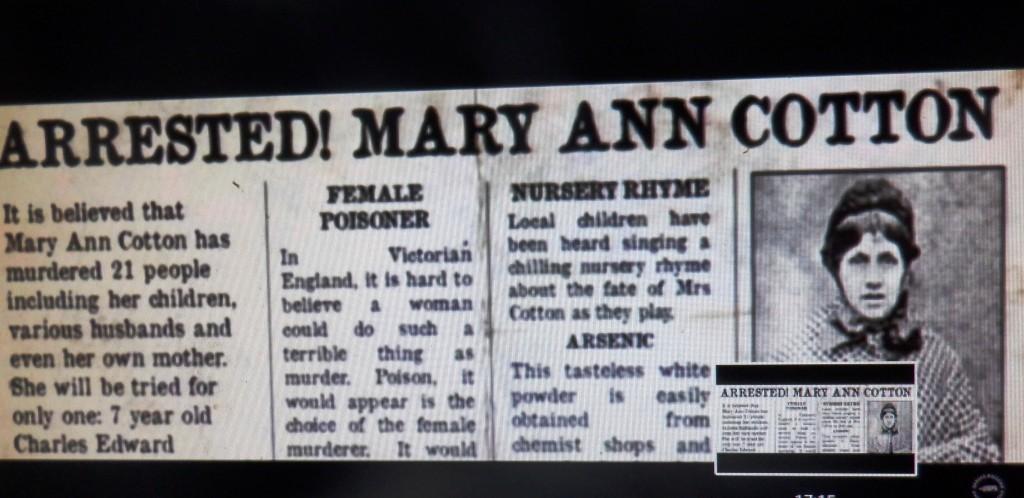 ARRESTED! MARY ANN COTTON
It is believed that
Mary Ann Cotton has
murdered 21 people
including her children,
various husbands and
even her own mother.
She will be tried for
only one: 7 year old
Charles Edward
FEMALE
POISONER
In Victorian
England, it is hard to
believe a woman
could do such a
terrible thing as
murder. Poison, it
would appear is the
choice of the female
murderer. It would
NURSERY RHYME
Local children have
been heard singing a
chilling nursery rhyme
about the fate of Mrs
Cotton as they play.
ARSENIC
This tasteless white
powder is easily
obtained from
chemist shops and
ARRESTED! MARY ANN COTTON
17:15